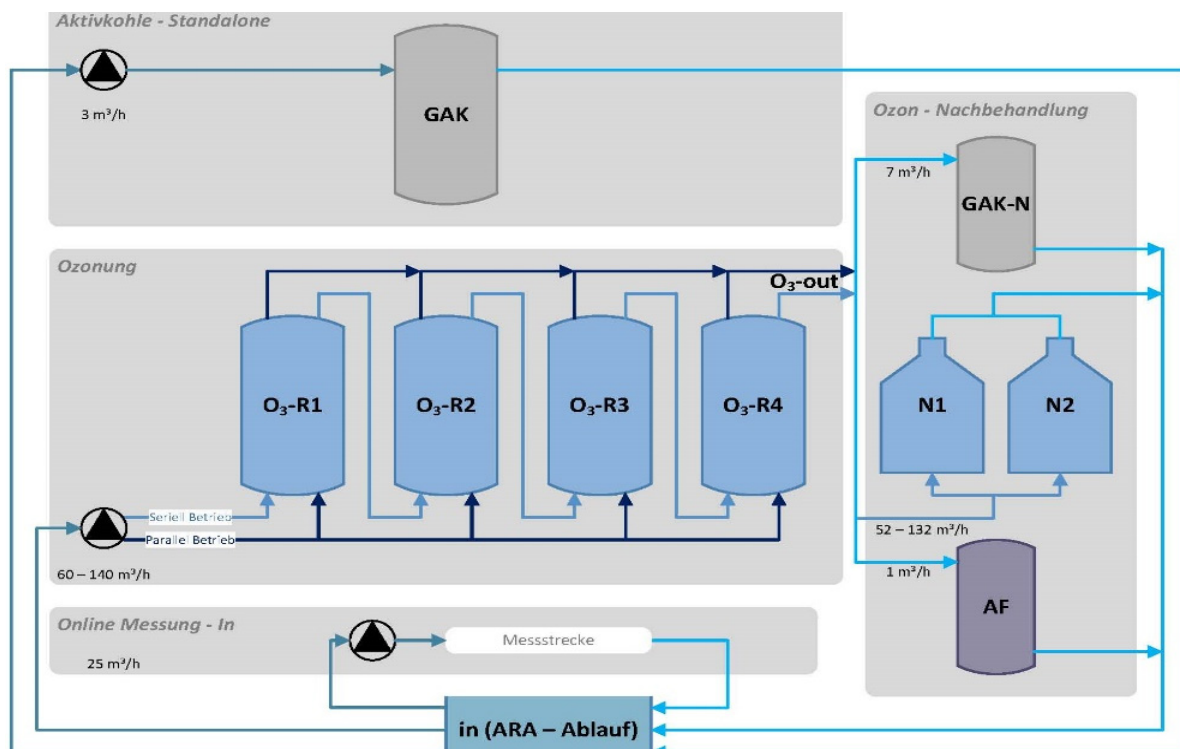 Aktivkohle - Standalone
3 m³/h
GAK
Ozon - Nachbehandlung
7 m³/h
GAK-N
Ozonung
O₃-out
O₃-R1
O₃-R2
O₃-R3
O₃-R4
N1
N2
Seriell Betrieb
Parallel Betrieb
60 – 140 m³/h
52 – 132 m³/h
1 m³/h
AF
Online Messung - In
25 m³/h
Messstrecke
in (ARA – Ablauf)